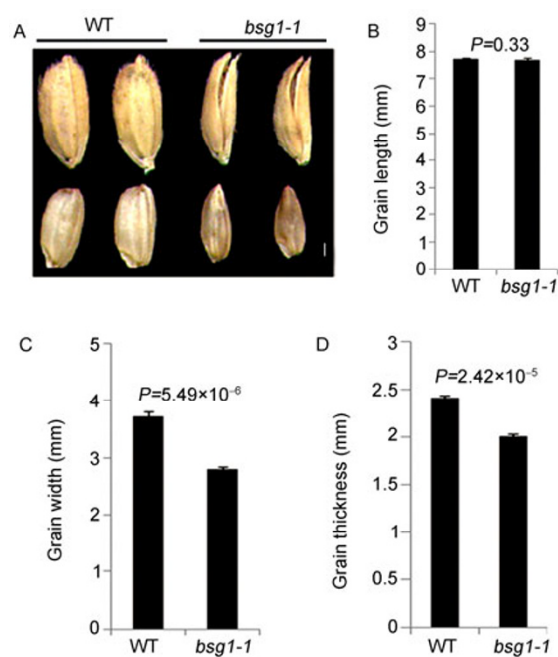 A
WT
bsg1-1
B
Grain length (mm)
9
8
7
6
5
4
3
2
1
0
P=0.33
WT
bsg1-1
C
Grain width (mm)
5
4
3
2
1
0
P=5.49×10⁻⁶
WT
bsg1-1
D
Grain thickness (mm)
3
2.5
2
1.5
1
0.5
0
P=2.42×10⁻⁵
WT
bsg1-1